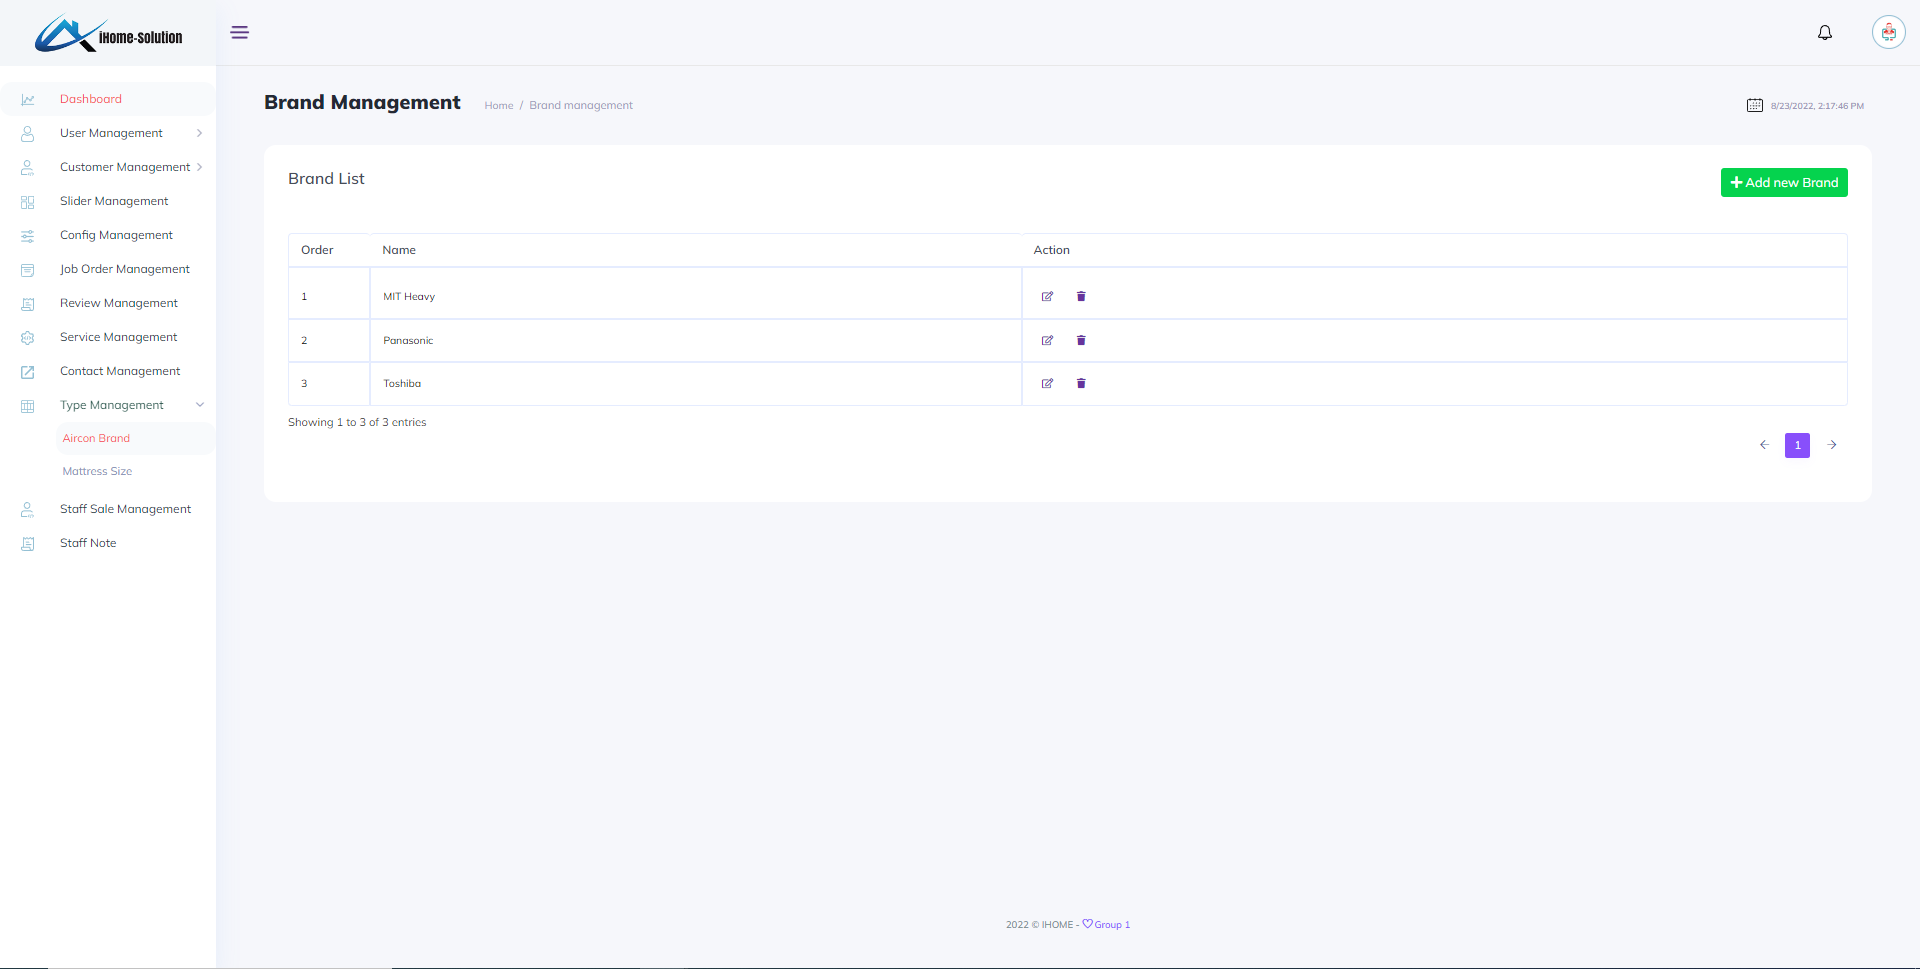 iHome-Solution
Dashboard
User Management
Customer Management
Slider Management
Config Management
Job Order Management
Review Management
Service Management
Contact Management
Type Management
Aircon Brand
Mattress Size
Staff Sale Management
Staff Note
Brand Management
Home / Brand management
8/23/2022, 2:17:46 PM
Brand List
Add new Brand
Order Name Action
1 MIT Heavy
2 Panasonic
3 Toshiba
Showing 1 to 3 of 3 entries
1
2022 © IHOME - Group 1